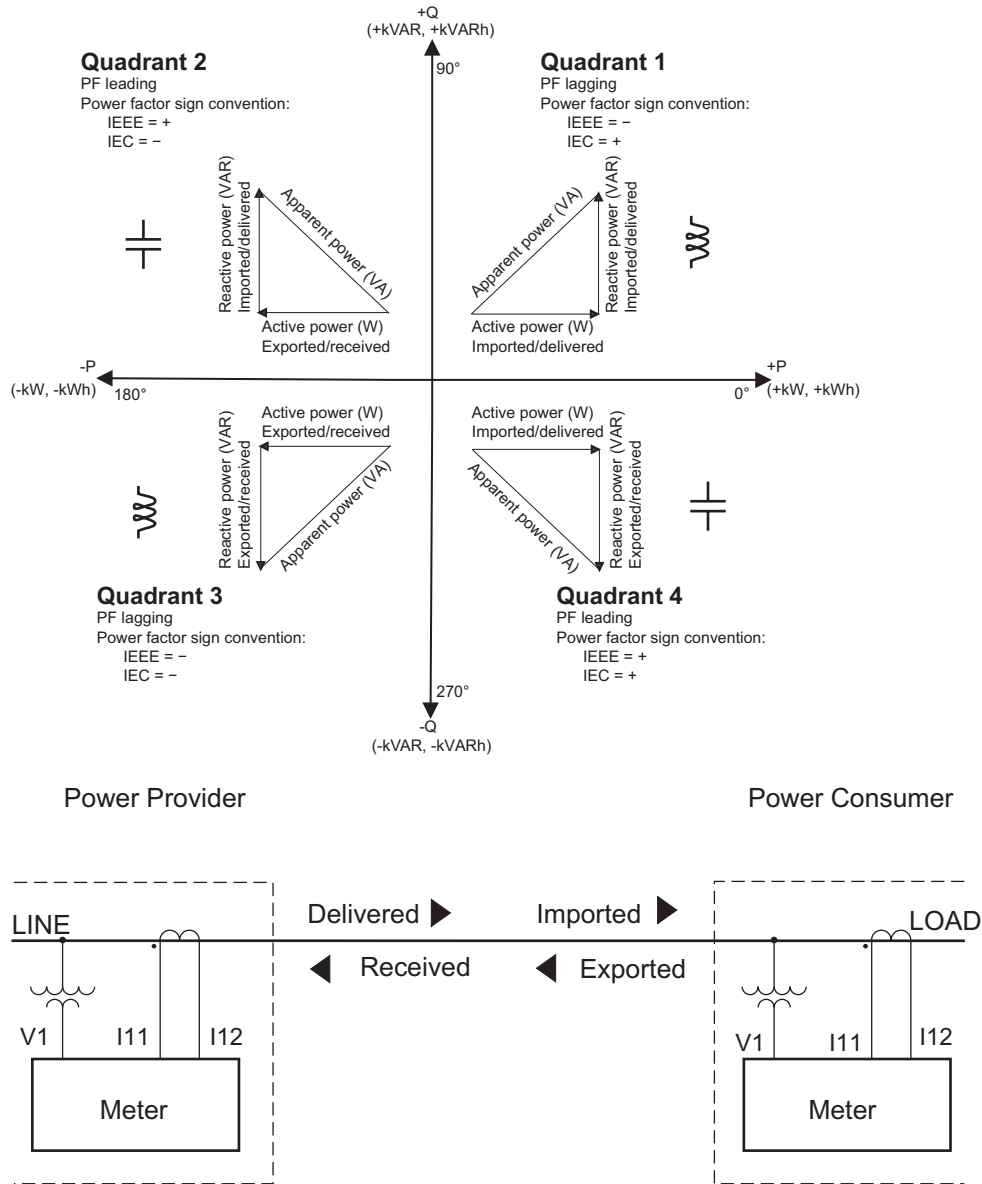 +Q
(+kVAR, +kVARh)
90°
Quadrant 2
PF leading
Power factor sign convention:
IEEE = +
IEC = −
Reactive power (VAR)
Imported/delivered
Apparent power (VA)
Active power (W)
Exported/received
Quadrant 1
PF lagging
Power factor sign convention:
IEEE = −
IEC = +
Apparent power (VA)
Reactive power (VAR)
Imported/delivered
Active power (W)
Imported/delivered
-P
(-kW, -kWh)
180°
0°
+P
(+kW, +kWh)
Active power (W)
Exported/received
Reactive power (VAR)
Exported/received
Apparent power (VA)
Quadrant 3
PF lagging
Power factor sign convention:
IEEE = −
IEC = −
Active power (W)
Imported/delivered
Apparent power (VA)
Reactive power (VAR)
Exported/received
Quadrant 4
PF leading
Power factor sign convention:
IEEE = +
IEC = +
270°
-Q
(-kVAR, -kVARh)
Power Provider
Power Consumer
LINE
Delivered
Imported
LOAD
Received
Exported
V1
I11
I12
V1
I11
I12
Meter
Meter